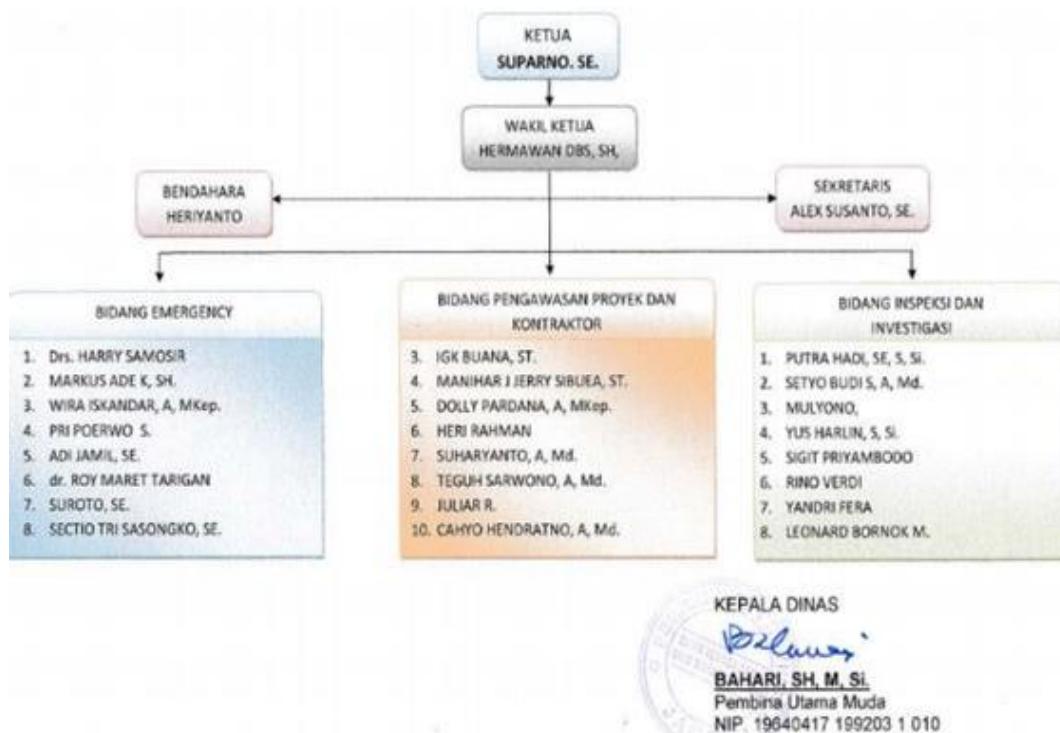 KETUA
SUPARNO. SE.
WAKIL KETUA
HERMAWAN DBS, SH,
BENDAHARA
HERIYANTO
SEKRETARIS
ALEX SUSANTO, SE.
BIDANG EMERGENCY
1. Drs. HARRY SAMOSIR
2. MARKUS ADE K, SH.
3. WIRA ISKANDAR, A, MKep.
4. PRI POERWO S.
5. ADI JAMIL, SE.
6. dr. ROY MARET TARIGAN
7. SUROTO, SE.
8. SECTIO TRI SASONGKO, SE.
BIDANG PENGAWASAN PROYEK DAN
KONTRAKTOR
3. IGK BUANA, ST.
4. MANIHAR J JERRY SIBUEA, ST.
5. DOLLY PARDANA, A, MKep.
6. HERI RAHMAN
7. SUHARYANTO, A, Md.
8. TEGUH SARWONO, A, Md.
9. JULIAR R.
10. CAHYO HENDRATNO, A, Md.
BIDANG INSPEKSI DAN
INVESTIGASI
1. PUTRA HADI, SE, S, Si.
2. SETYO BUDI S, A, Md.
3. MULYONO,
4. YUS HARLIN, S, Si.
5. SIGIT PRIYAMBODO
6. RINO VERDI
7. YANDRI FERA
8. LEONARD BORNOK M.
KEPALA DINAS
BAHARI, SH, M, Si.
Pembina Utama Muda
NIP. 19640417 199203 1 010